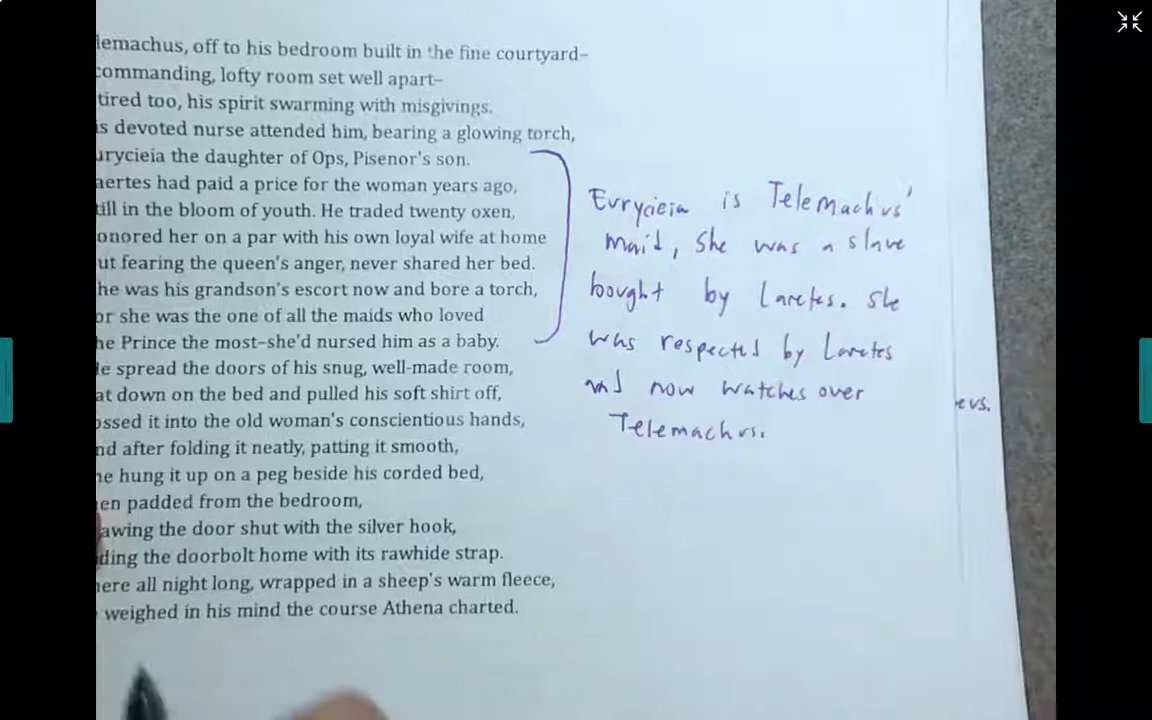 lemachus, off to his bedroom built in the fine courtyard–
commanding, lofty room set well apart–
tired too, his spirit swarming with misgivings.
is devoted nurse attended him, bearing a glowing torch,
urycieia the daughter of Ops, Pisenor's son.
aertes had paid a price for the woman years ago,
till in the bloom of youth. He traded twenty oxen,
onored her on a par with his own loyal wife at home
ut fearing the queen's anger, never shared her bed.
he was his grandson's escort now and bore a torch,
or she was the one of all the maids who loved
he Prince the most–she'd nursed him as a baby.
He spread the doors of his snug, well-made room,
at down on the bed and pulled his soft shirt off,
ossed it into the old woman's conscientious hands,
nd after folding it neatly, patting it smooth,
he hung it up on a peg beside his corded bed,
en padded from the bedroom,
awing the door shut with the silver hook,
ding the doorbolt home with its rawhide strap.
here all night long, wrapped in a sheep's warm fleece,
weighed in his mind the course Athena charted.
Eurycieia is Telemachus'
maid, she was a slave
bought by Laretes. She
was respected by Laretes
and now watches over
Telemachus.
eus.